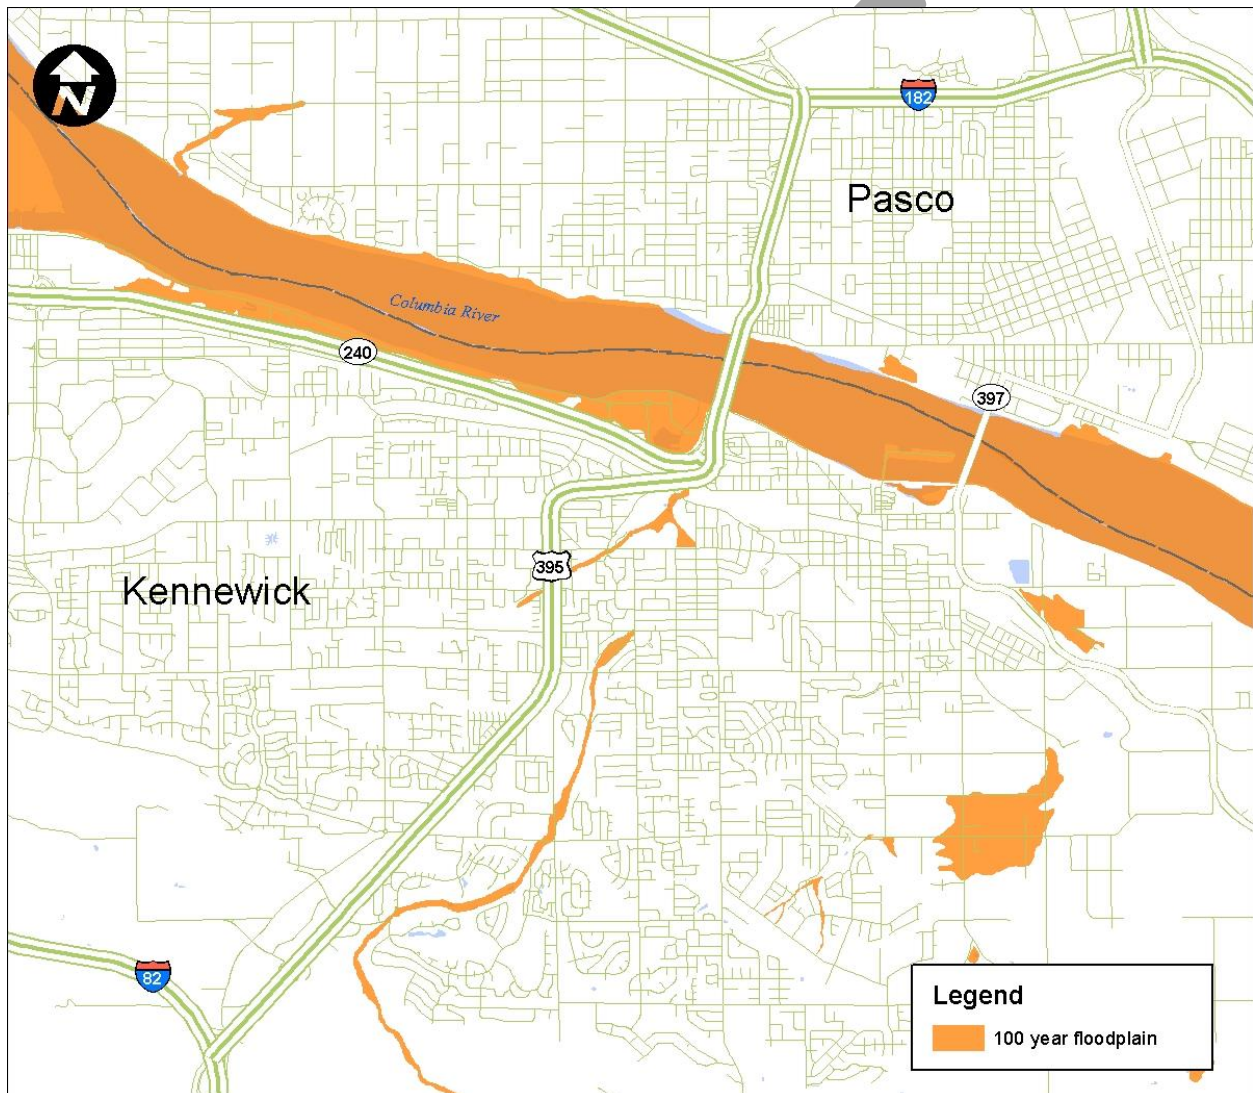 N
182
Pasco
Columbia River
240
397
395
Kennewick
82
Legend
100 year floodplain